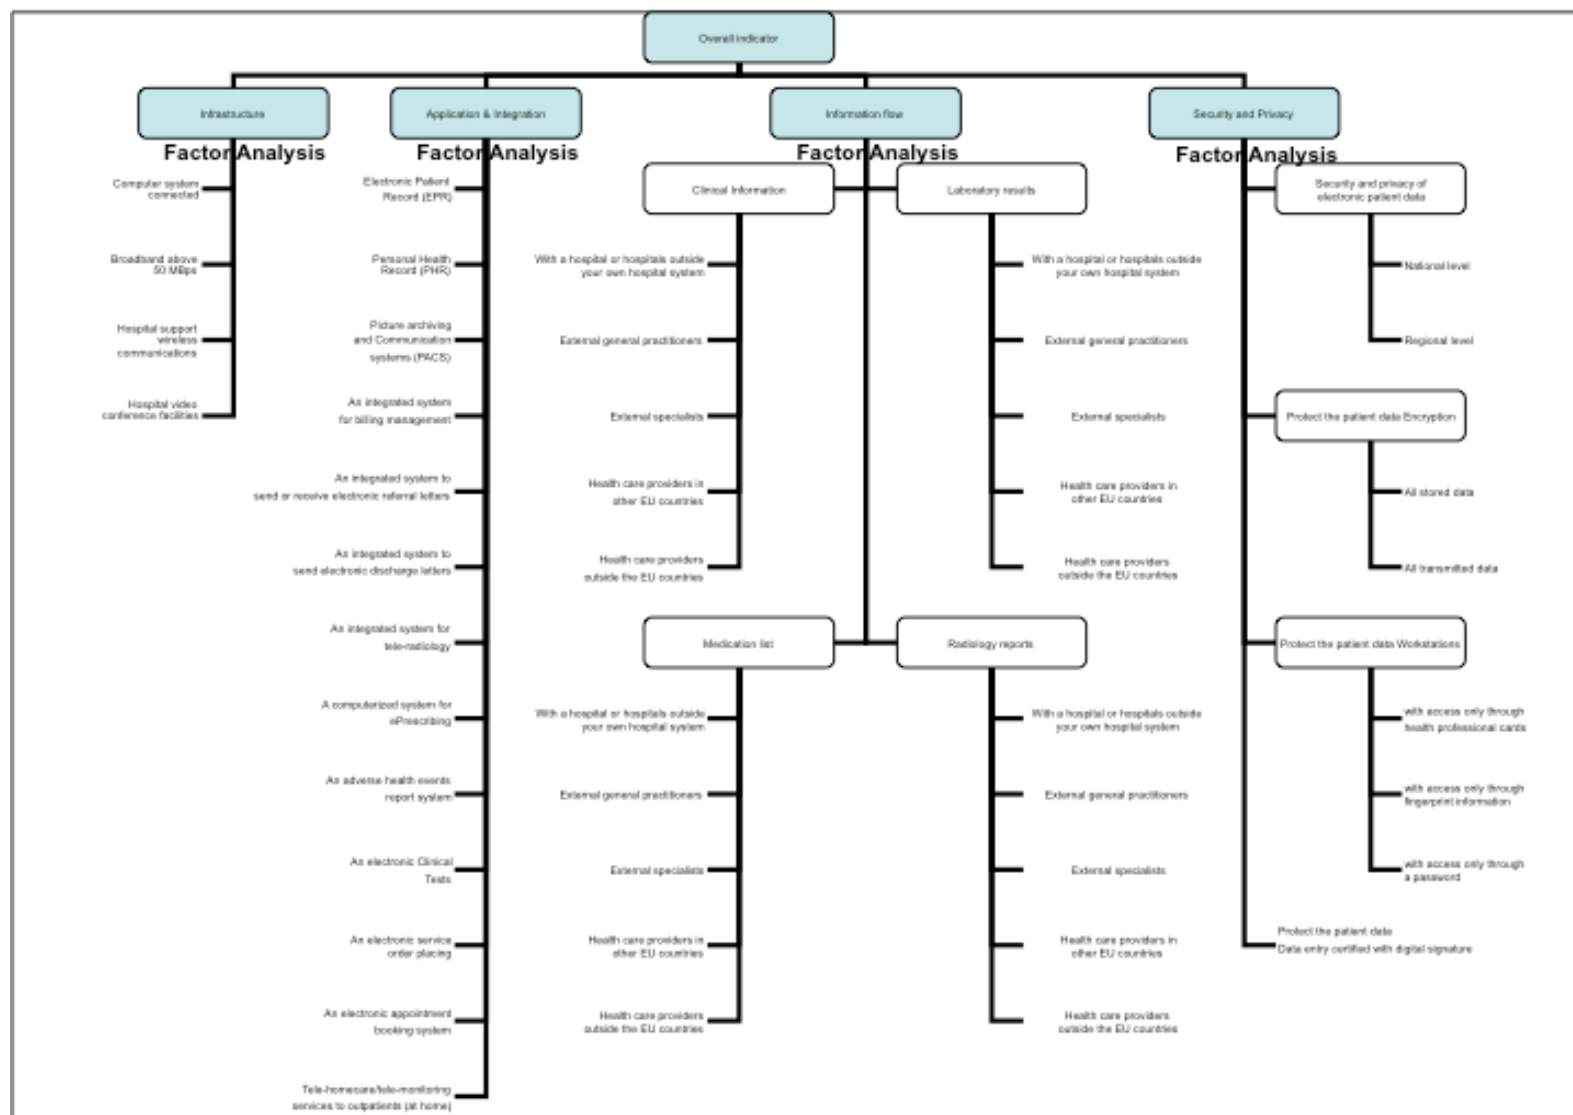 Overall indicator
Infrastructure
Factor Analysis
Computer system
connected
Broadband above
50 MBps
Hospital support
wireless
communications
Hospital video
conference facilities
Application & Integration
Factor Analysis
Electronic Patient
Record (EPR)
Personal Health
Record (PHR)
Picture archiving
and Communication
systems (PACS)
An integrated system
for billing management
An integrated system to
send or receive electronic referral letters
An integrated system to
send electronic discharge letters
An integrated system for
tele-radiology
A computerized system for
ePrescribing
An adverse health events
report system
An electronic Clinical
Tests
An electronic service
order placing
An electronic appointment
booking system
Tele-homecare/tele-monitoring
services to outpatients (at home)
Information flow
Factor Analysis
Clinical Information
With a hospital or hospitals outside
your own hospital system
External general practitioners
External specialists
Health care providers in
other EU countries
Health care providers
outside the EU countries
Laboratory results
With a hospital or hospitals outside
your own hospital system
External general practitioners
External specialists
Health care providers in
other EU countries
Health care providers
outside the EU countries
Medication list
With a hospital or hospitals outside
your own hospital system
External general practitioners
External specialists
Health care providers in
other EU countries
Health care providers
outside the EU countries
Radiology reports
With a hospital or hospitals outside
your own hospital system
External general practitioners
External specialists
Health care providers in
other EU countries
Health care providers
outside the EU countries
Security and Privacy
Factor Analysis
Security and privacy of
electronic patient data
National level
Regional level
Protect the patient data Encryption
All stored data
All transmitted data
Protect the patient data Workstations
with access only through
health professional cards
with access only through
fingerprint information
with access only through
a password
Protect the patient data
Data entry certified with digital signature